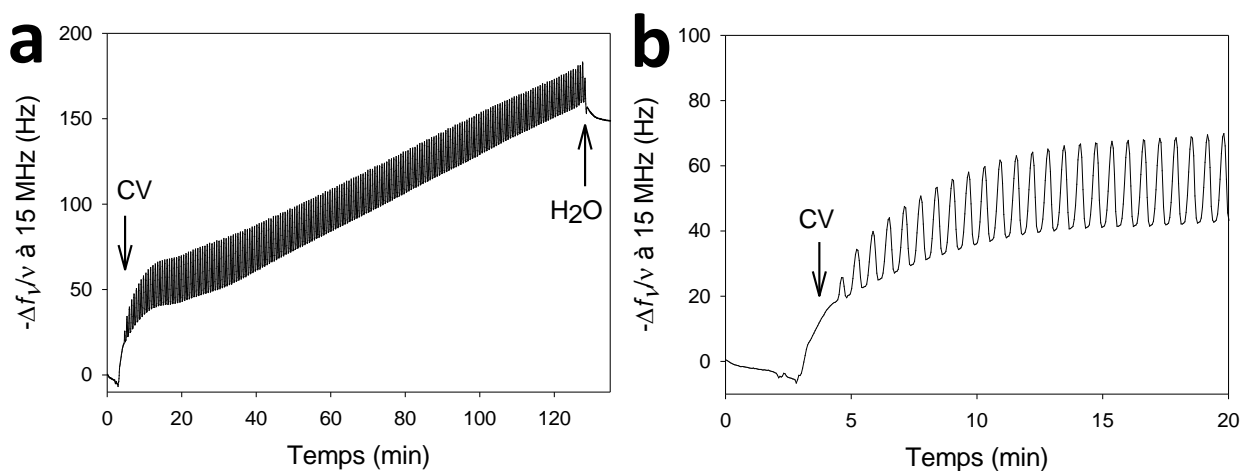 a
200
150
100
50
0
-Δfν/ν à 15 MHz (Hz)
CV
H2O
0 20 40 60 80 100 120
Temps (min)
b
100
80
60
40
20
0
-Δfν/ν à 15 MHz (Hz)
CV
0 5 10 15 20
Temps (min)